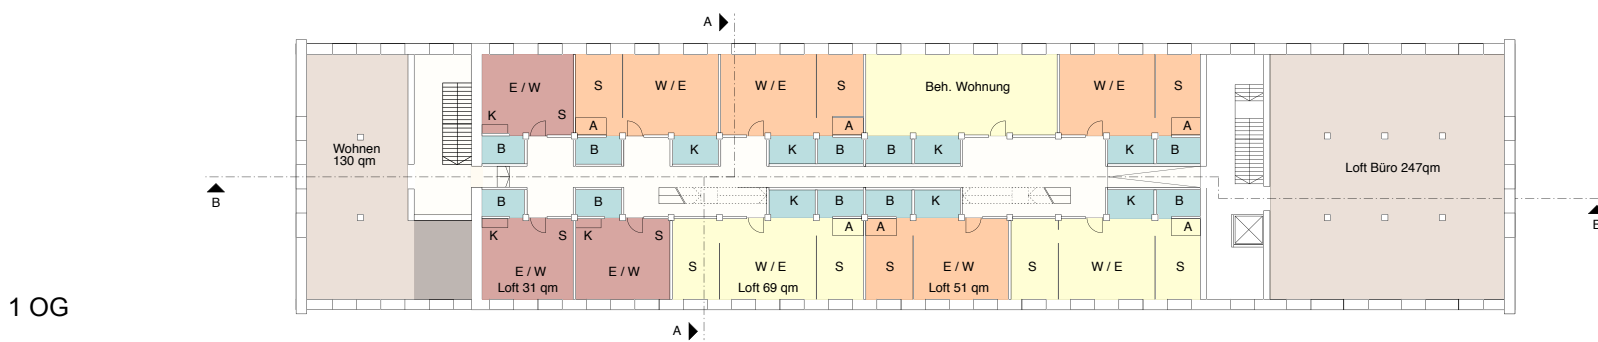 A
E / W
S
W / E
W / E
S
Beh. Wohnung
W / E
S
K
S
A
A
A
Wohnen
130 qm
B
B
K
K
B
B
K
K
B
Loft Büro 247qm
B
B
B
B
K
B
B
K
K
B
K
S
K
S
A
A
A
E / W
Loft 31 qm
E / W
S
W / E
Loft 69 qm
S
S
E / W
Loft 51 qm
S
W / E
S
1 OG
A